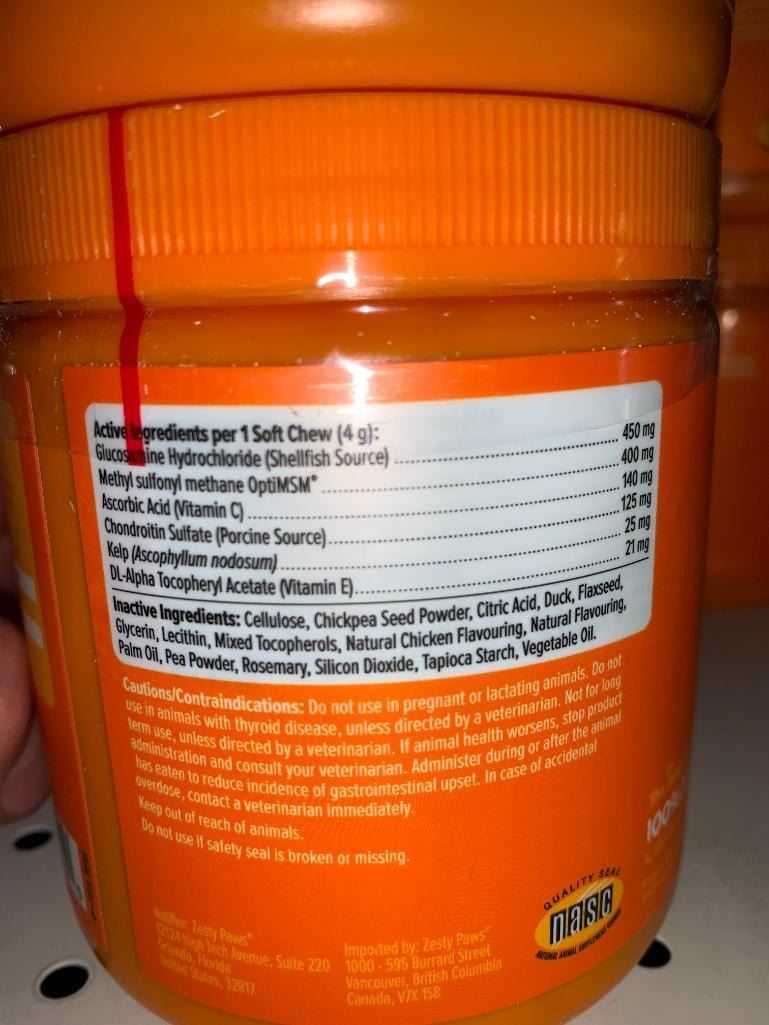 Active Ingredients per 1 Soft Chew (4 g):
Glucosamine Hydrochloride (Shellfish Source) .......... 450 mg
Methyl sulfonyl methane OptiMSM® .......... 400 mg
Ascorbic Acid (Vitamin C) .......... 140 mg
Chondroitin Sulfate (Porcine Source) .......... 125 mg
Kelp (Ascophyllum nodosum) .......... 25 mg
DL-Alpha Tocopheryl Acetate (Vitamin E) .......... 21 mg
Inactive Ingredients: Cellulose, Chickpea Seed Powder, Citric Acid, Duck, Flaxseed,
Glycerin, Lecithin, Mixed Tocopherols, Natural Chicken Flavouring, Natural Flavouring,
Palm Oil, Pea Powder, Rosemary, Silicon Dioxide, Tapioca Starch, Vegetable Oil.
Cautions/Contraindications: Do not use in pregnant or lactating animals. Do not
use in animals with thyroid disease, unless directed by a veterinarian. Not for long
term use, unless directed by a veterinarian. If animal health worsens, stop product
administration and consult your veterinarian. Administer during or after the animal
has eaten to reduce incidence of gastrointestinal upset. In case of accidental
overdose, contact a veterinarian immediately.
Keep out of reach of animals.
Do not use if safety seal is broken or missing.
Notifier: Zesty Paws®
12124 High Tech Avenue, Suite 220
Orlando, Florida
United States, 32817
Imported by: Zesty Paws®
1000 - 595 Burrard Street
Vancouver, British Columbia
Canada, V7X 1S8
QUALITY SEAL
nasc
NATIONAL ANIMAL SUPPLEMENT COUNCIL
100%